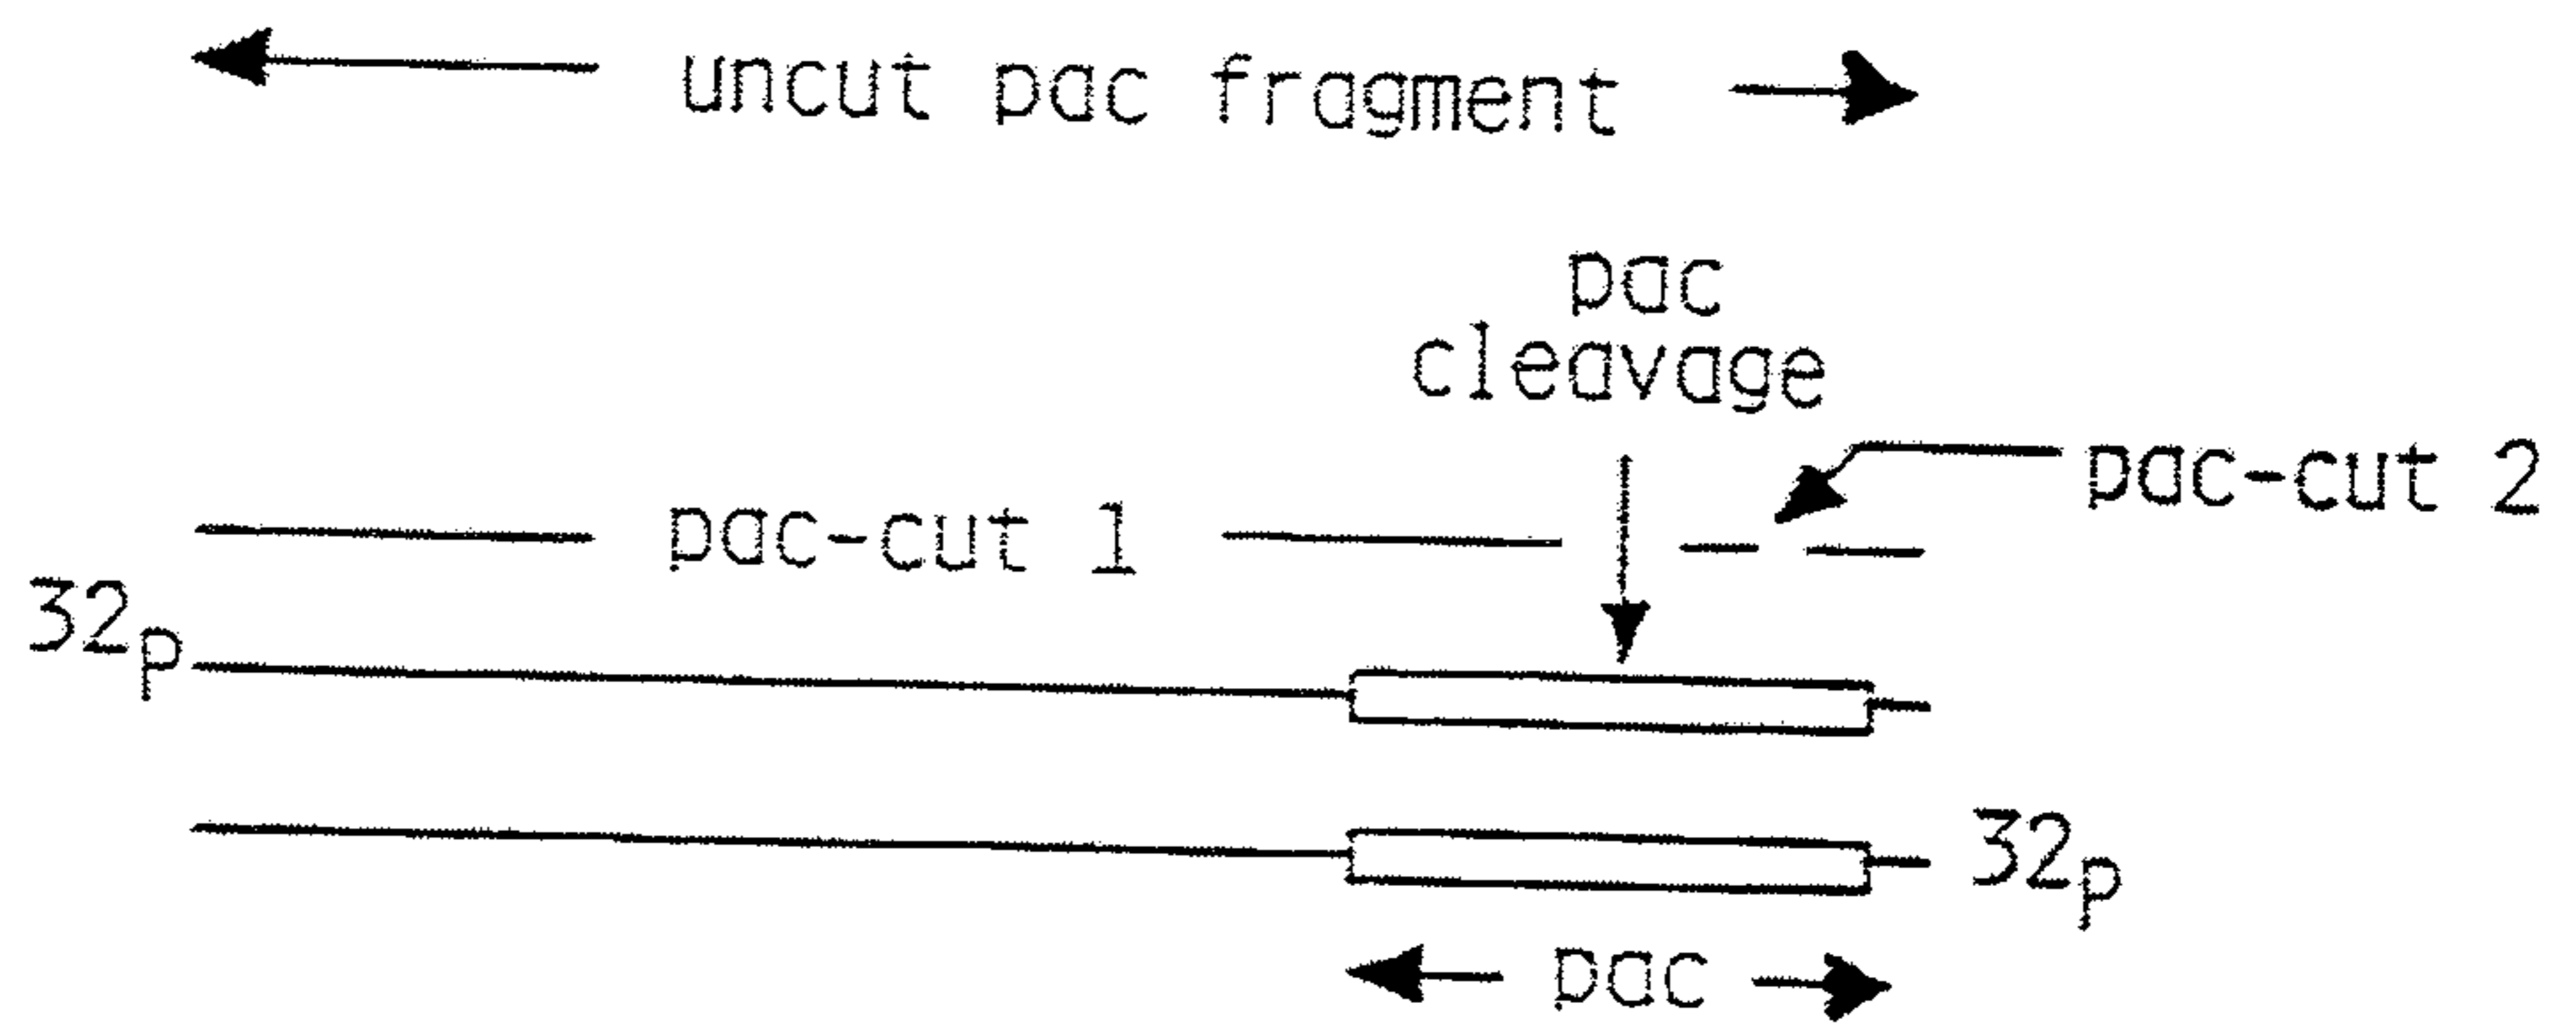 uncut pac fragment
pac
cleavage
pac-cut 2
pac-cut 1
32p
32p
pac